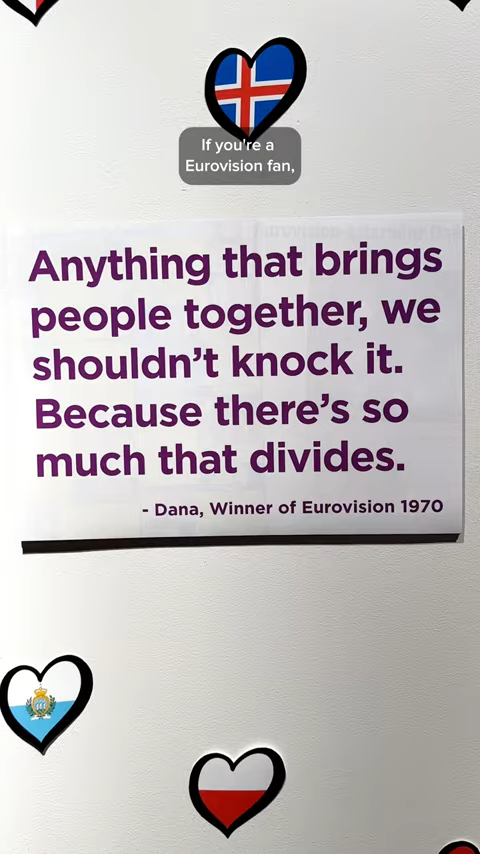 If you're a
Eurovision fan,
Anything that brings
people together, we
shouldn't knock it.
Because there's so
much that divides.
- Dana, Winner of Eurovision 1970